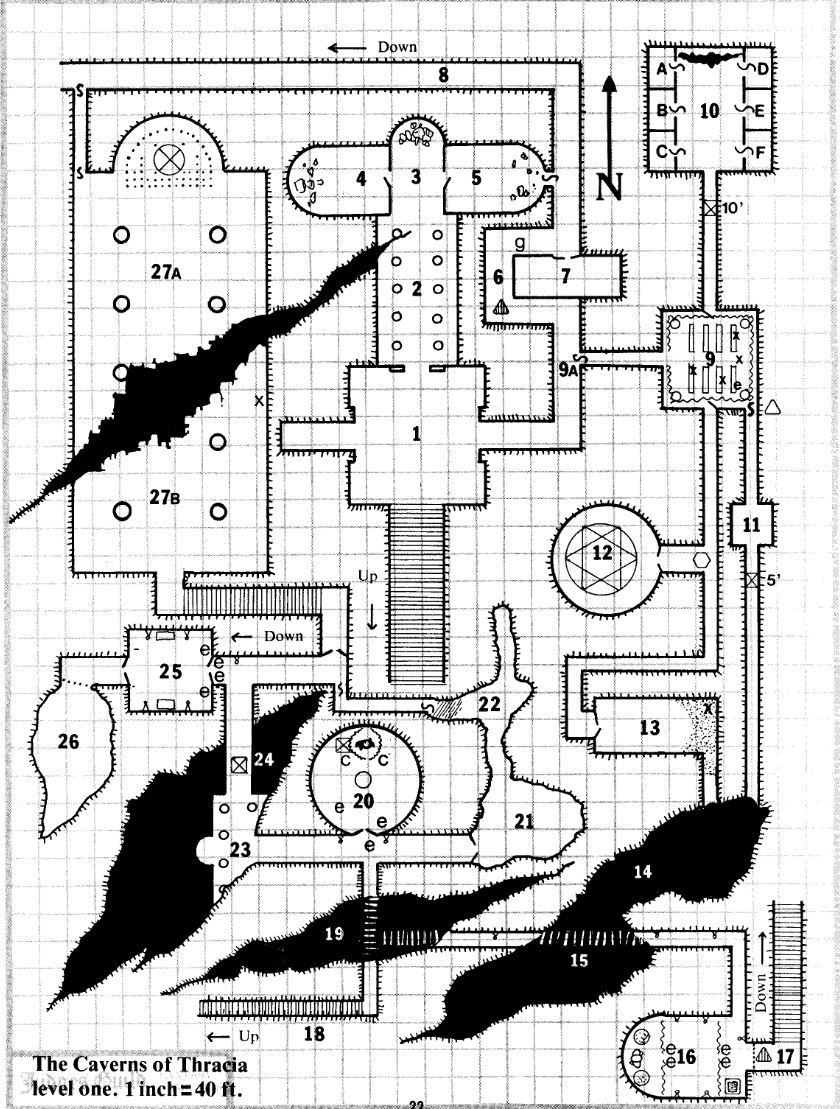 ← Down
8
S
S
A
D
B
10
E
C
F
4
3
5
S
N
10'
g
27A
6
7
2
9
x
x
x
x
e
9A
S
S
x
1
27B
11
12
5'
Up
↓
← Down
25
e
e
e
e
S
22
S
13
x
26
24
c
c
20
e
e
e
21
23
14
19
15
Down
← Up
18
16
e
e
17
The Caverns of Thracia
level one. 1 inch = 40 ft.
22